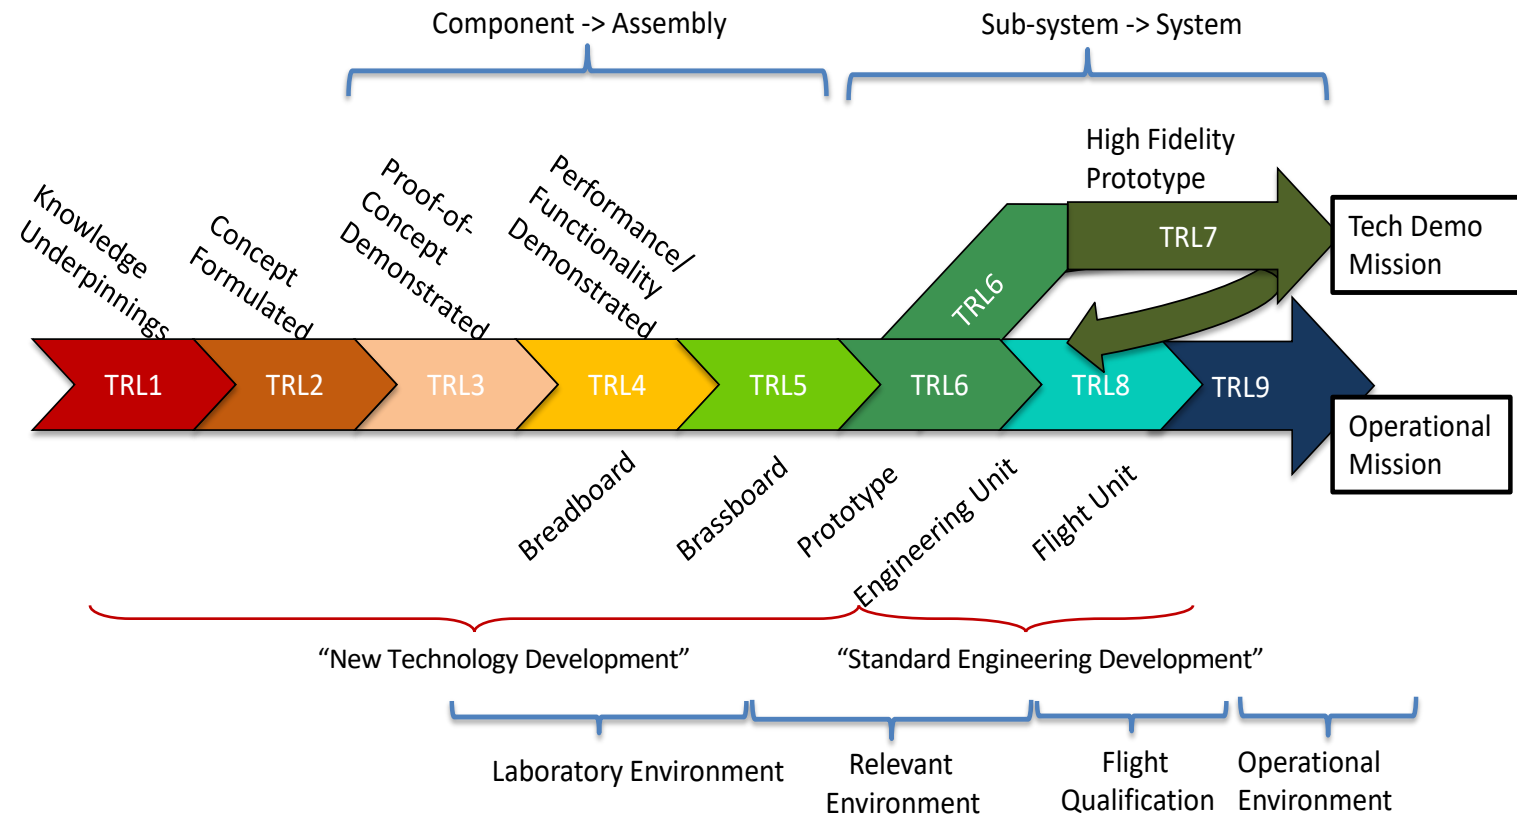 Component -> Assembly
Sub-system -> System
High Fidelity
Prototype
Knowledge
Underpinnings
Concept
Formulated
Proof-of-
Concept
Demonstrated
Performance/
Functionality
Demonstrated
TRL6
TRL7
Tech Demo
Mission
TRL1
TRL2
TRL3
TRL4
TRL5
TRL6
TRL8
TRL9
Operational
Mission
Breadboard
Brassboard
Prototype
Engineering Unit
Flight Unit
“New Technology Development”
“Standard Engineering Development”
Laboratory Environment
Relevant
Environment
Flight
Qualification
Operational
Environment